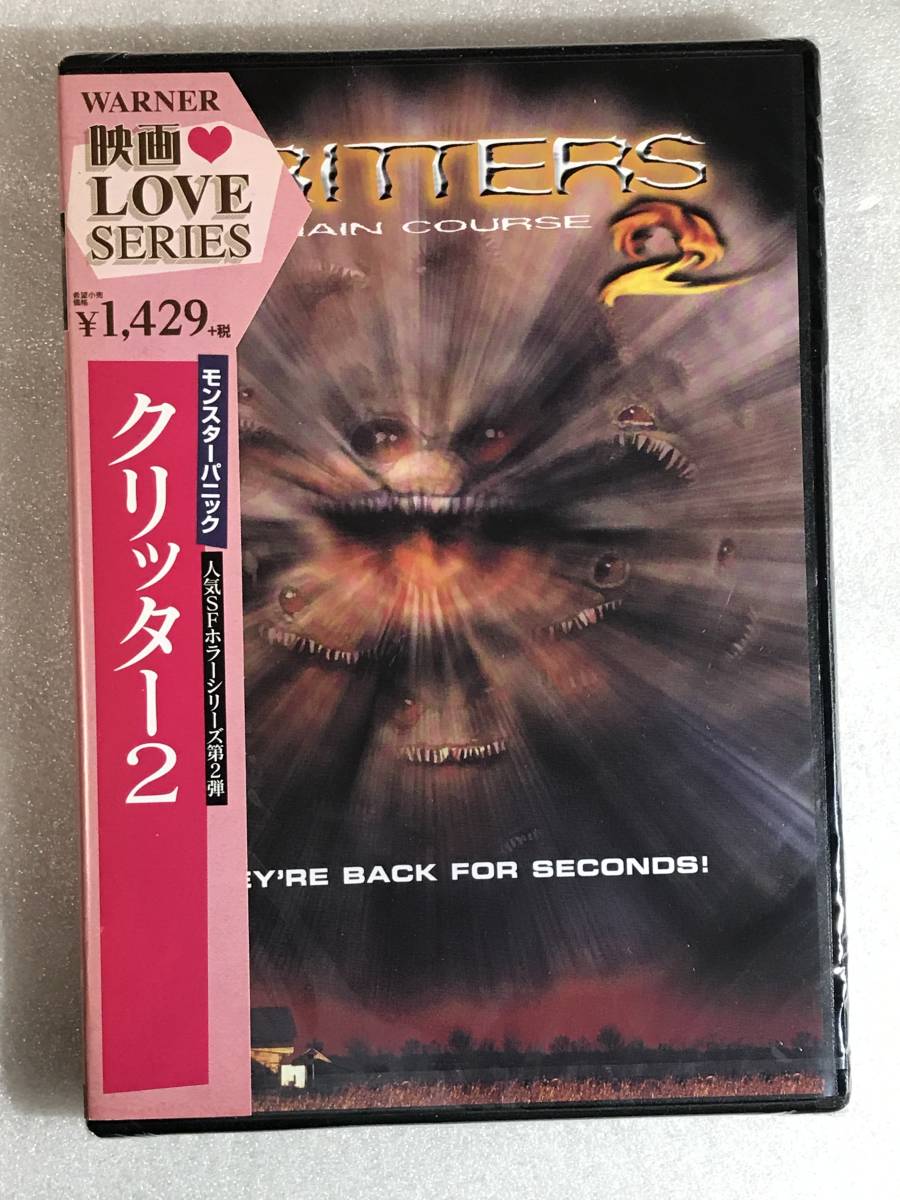 WARNER
映画♥
LOVE
SERIES
希望小売
価格
¥1,429+税
モンスターパニック
クリッター2
人気SFホラーシリーズ第2弾
RITTERS
MAIN COURSE
2
EY'RE BACK FOR SECONDS!